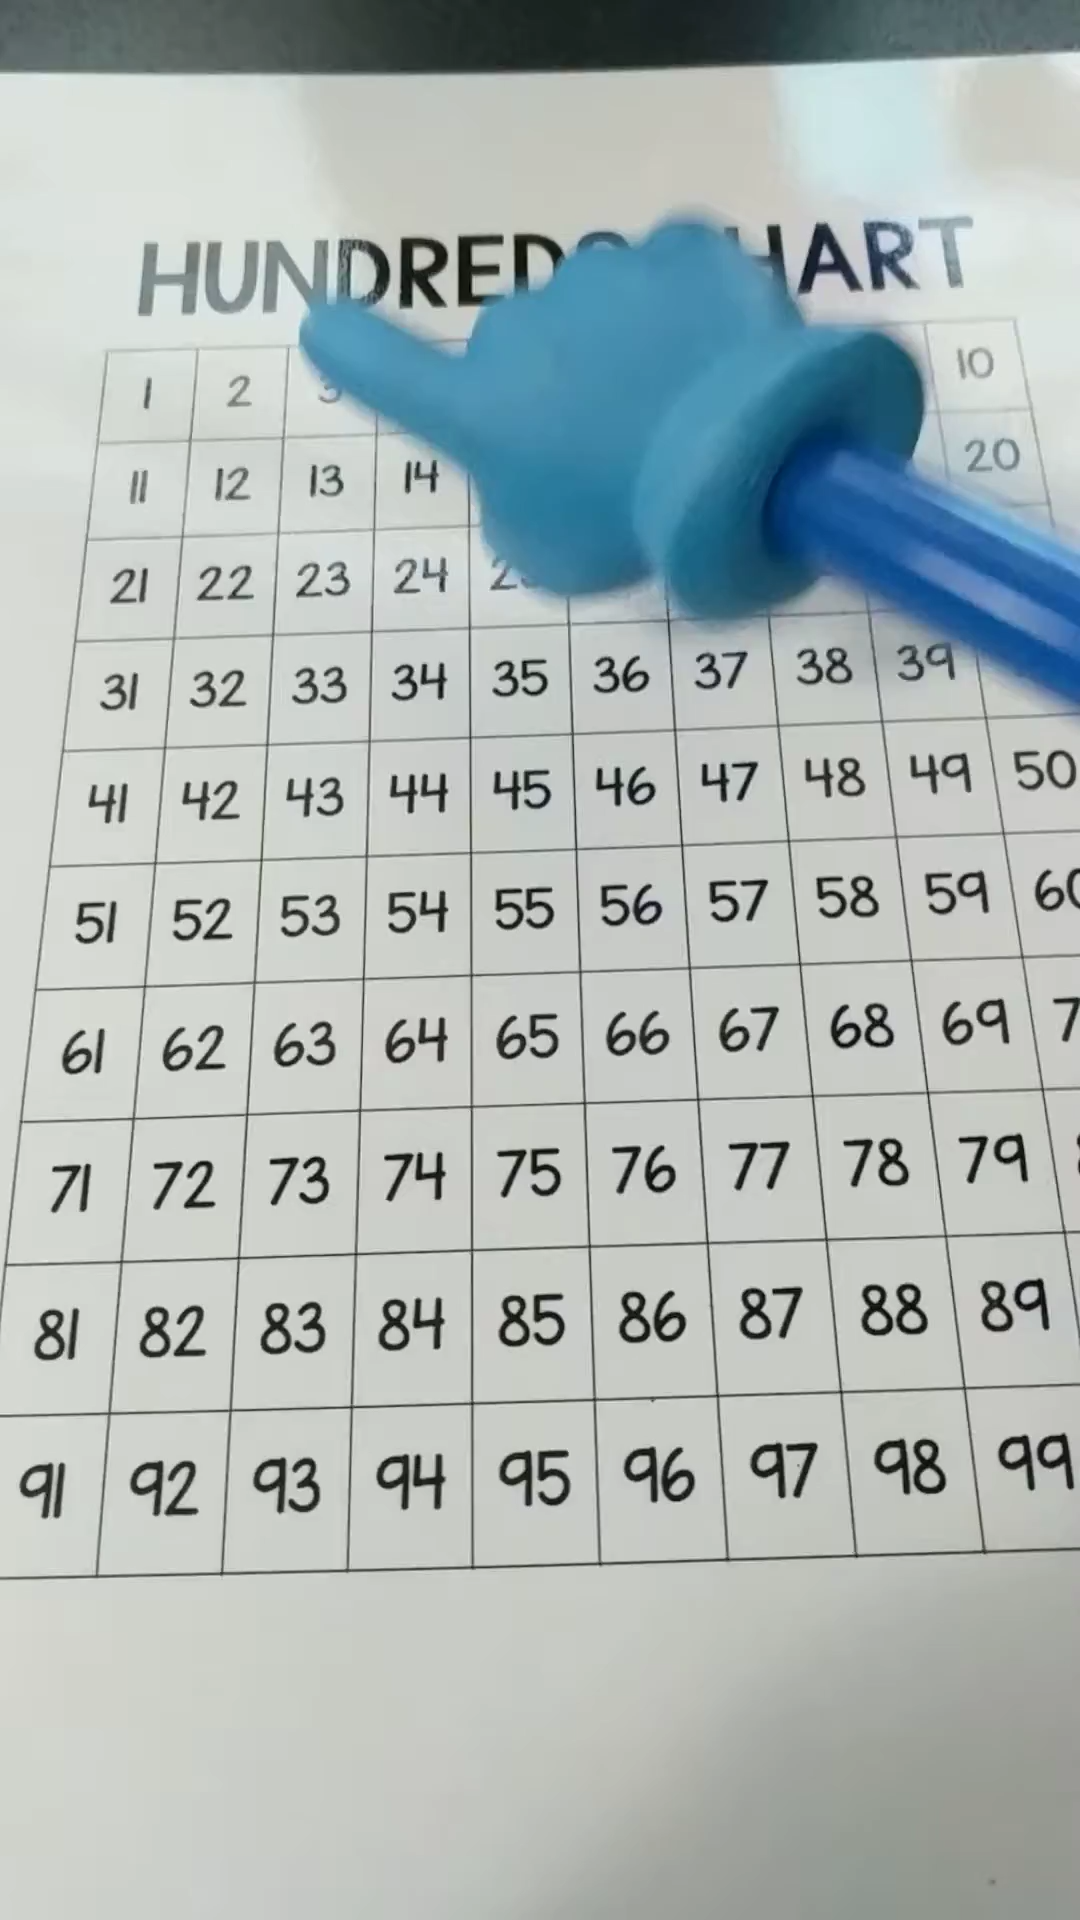 HUNDREDS CHART
1 2 3 10
11 12 13 14 20
21 22 23 24
31 32 33 34 35 36 37 38 39
41 42 43 44 45 46 47 48 49 50
51 52 53 54 55 56 57 58 59 60
61 62 63 64 65 66 67 68 69
71 72 73 74 75 76 77 78 79
81 82 83 84 85 86 87 88 89
91 92 93 94 95 96 97 98 99